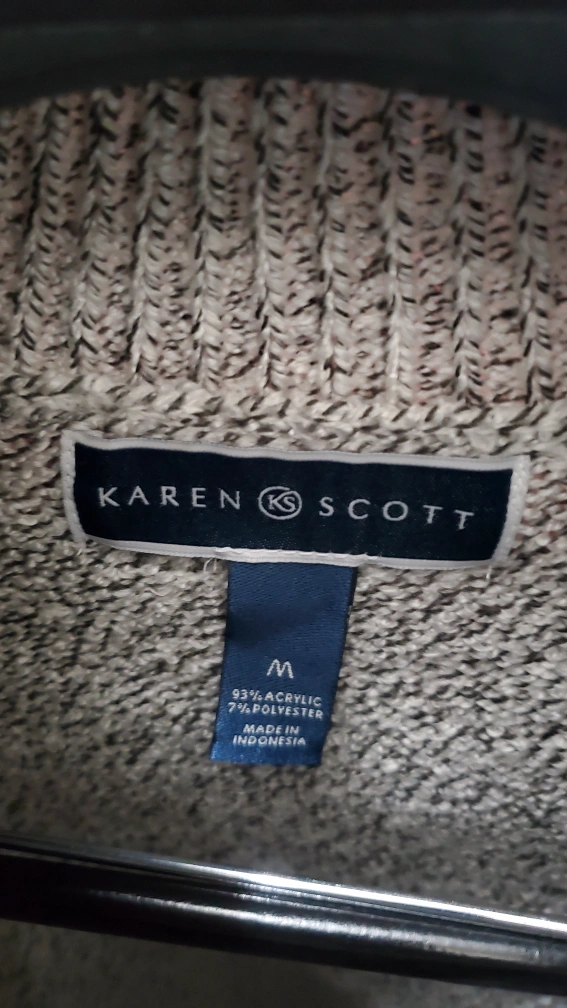 KAREN KS SCOTT
M
93% ACRYLIC
7% POLYESTER
MADE IN
INDONESIA